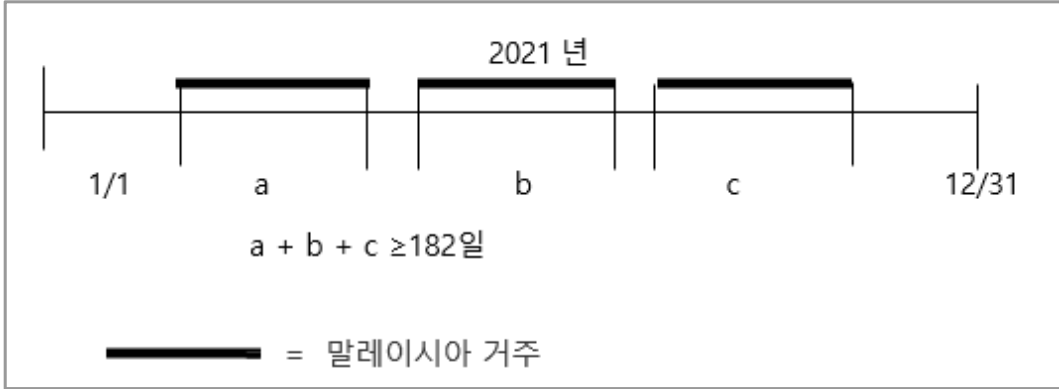 2021 년
1/1 a b c 12/31
a + b + c ≥182일
= 말레이시아 거주